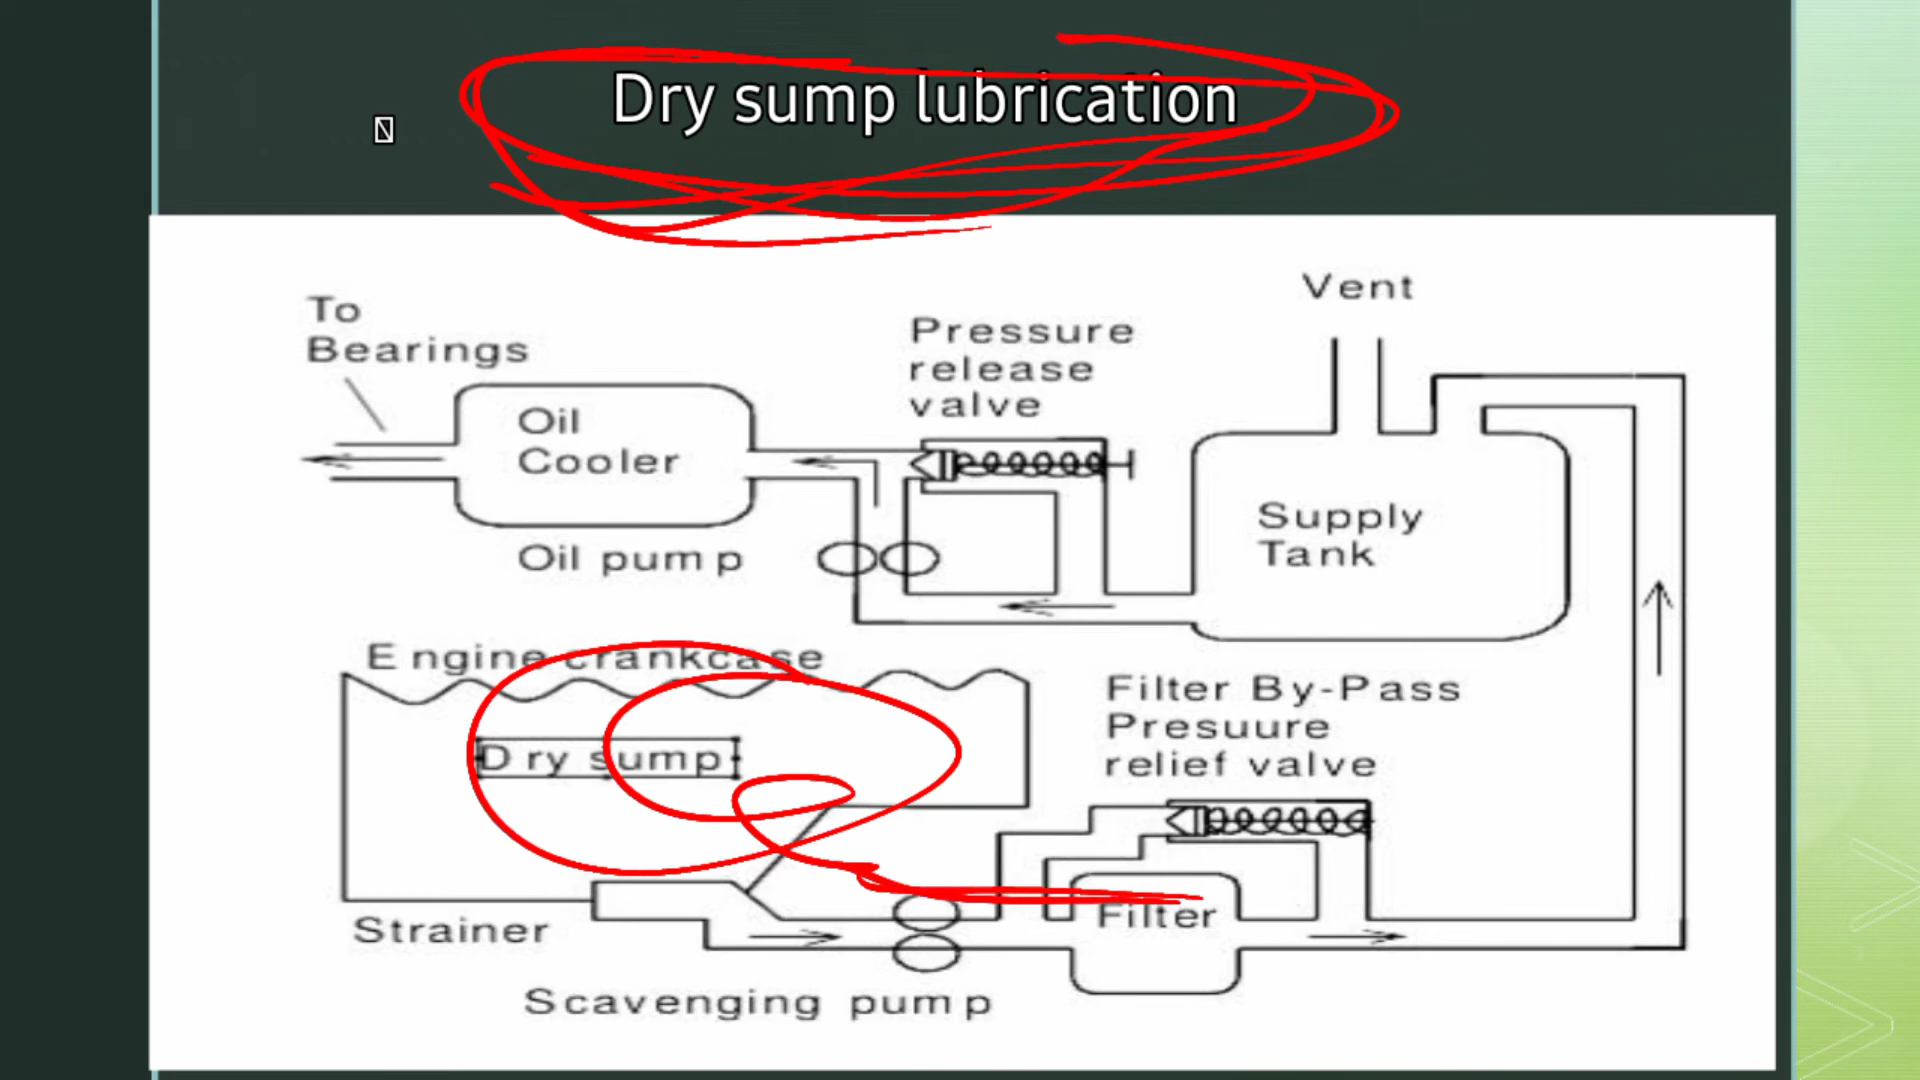 Dry sump lubrication
Vent
To
Bearings
Pressure
release
valve
Oil
Cooler
Supply
Tank
Oil pump
Engine crankcase
Filter By-Pass
Presuure
relief valve
Dry sump
Filter
Strainer
Scavenging pump